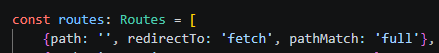 const routes: Routes = [
{path: '', redirectTo: 'fetch', pathMatch: 'full'},